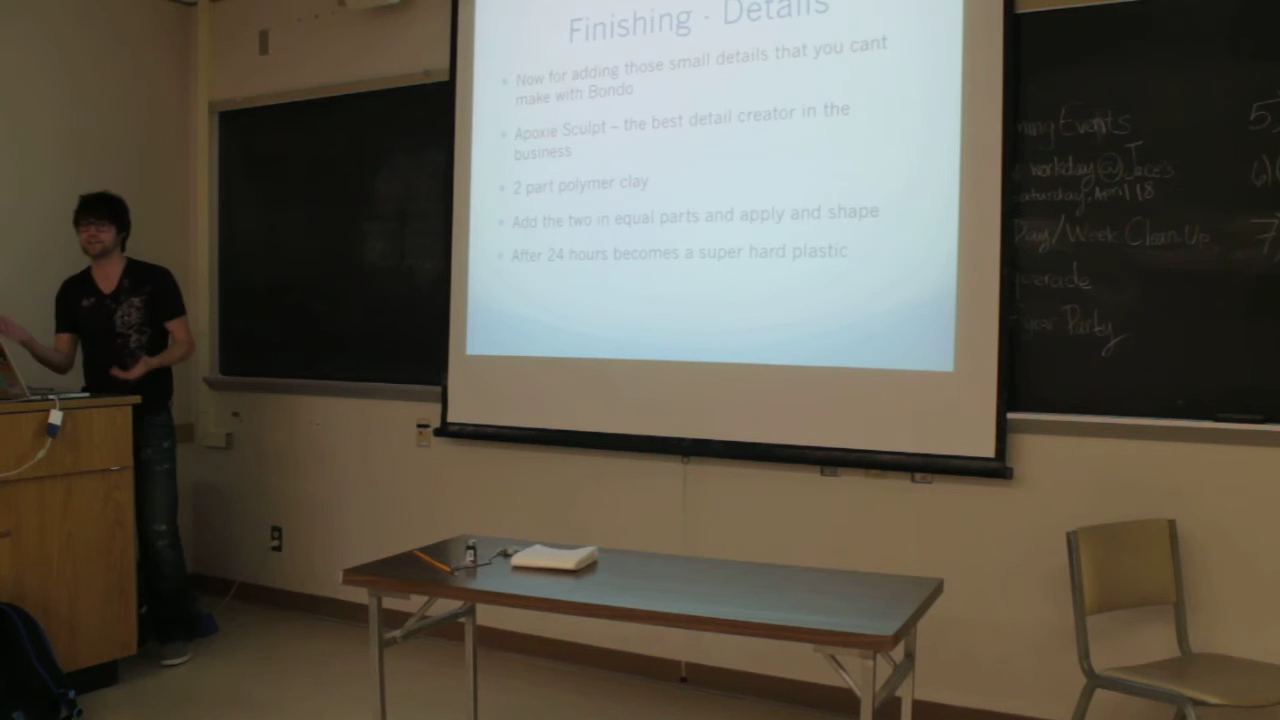 Finishing - Details
Now for adding those small details that you cant
make with Bondo
Apoxie Sculpt – the best detail creator in the
business
2 part polymer clay
Add the two in equal parts and apply and shape
After 24 hours becomes a super hard plastic
Events
workday @ Jace's
April 18
Day/Week Clean Up
Party